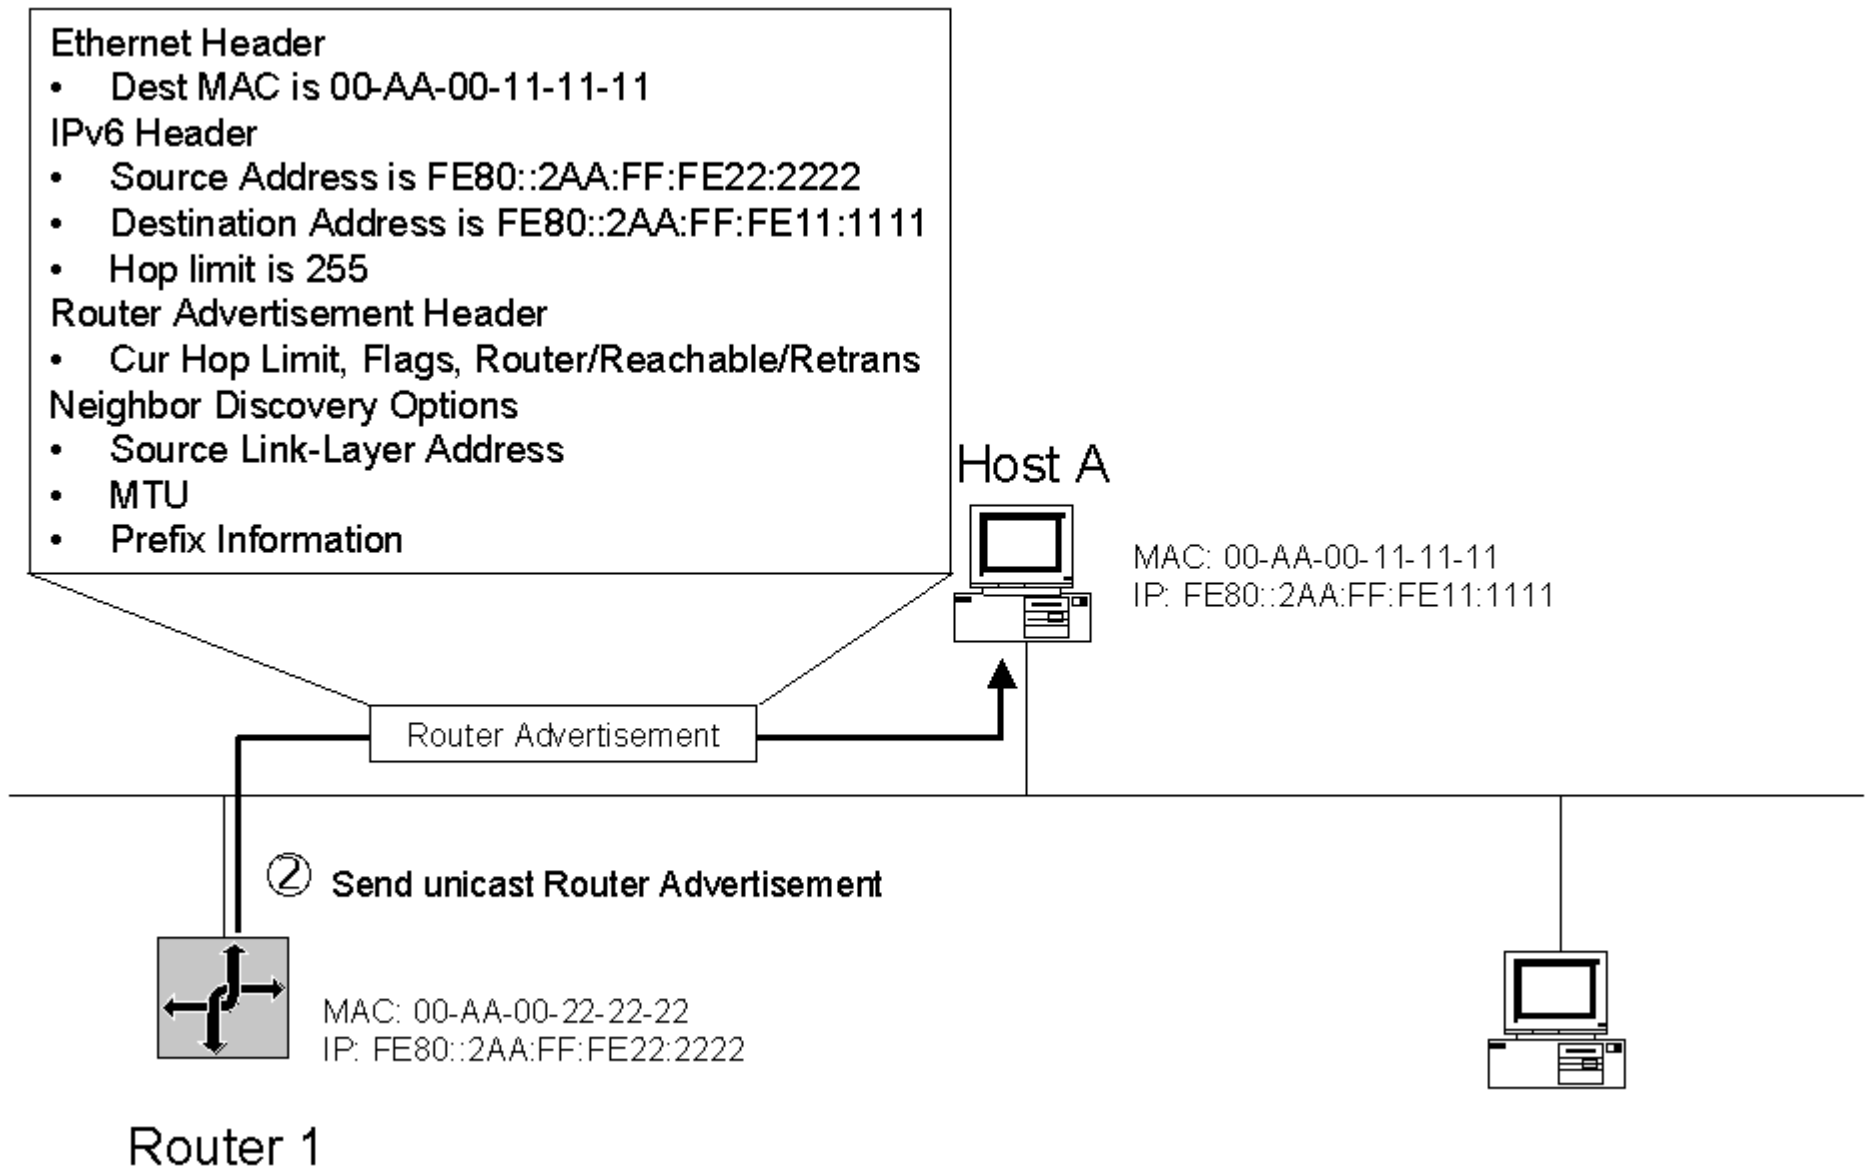 Ethernet Header
• Dest MAC is 00-AA-00-11-11-11
IPv6 Header
• Source Address is FE80::2AA:FF:FE22:2222
• Destination Address is FE80::2AA:FF:FE11:1111
• Hop limit is 255
Router Advertisement Header
• Cur Hop Limit, Flags, Router/Reachable/Retrans
Neighbor Discovery Options
• Source Link-Layer Address
• MTU
• Prefix Information
Host A
MAC: 00-AA-00-11-11-11
IP: FE80::2AA:FF:FE11:1111
Router Advertisement
② Send unicast Router Advertisement
MAC: 00-AA-00-22-22-22
IP: FE80::2AA:FF:FE22:2222
Router 1